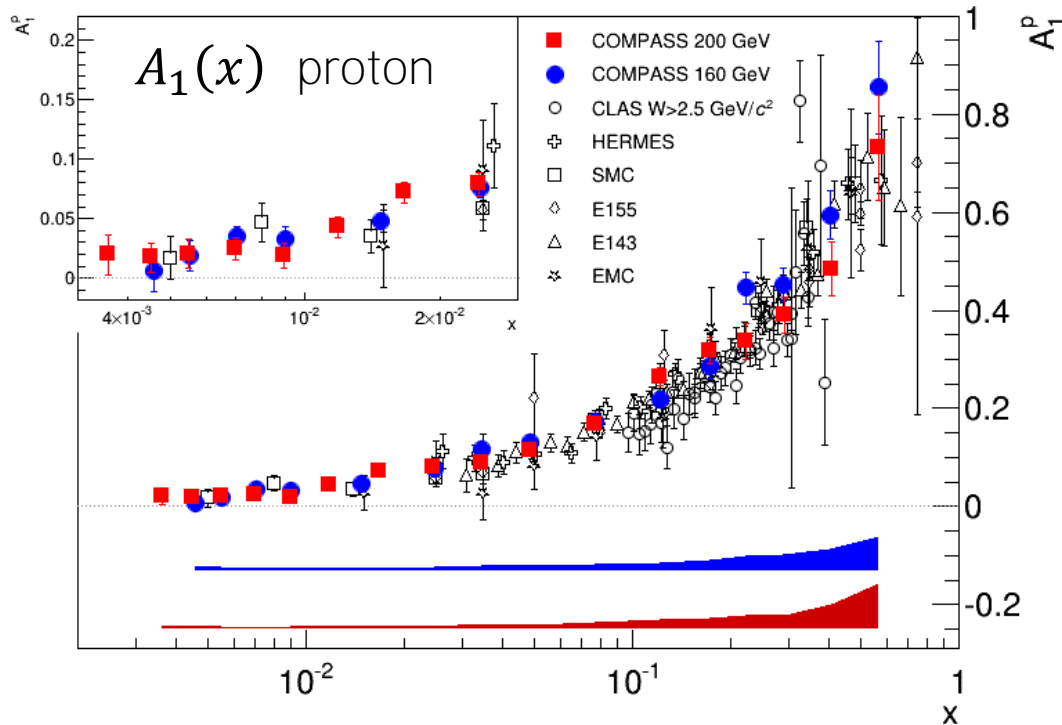 A₁ᵖ
0.2
0.15
0.1
0.05
0
4×10⁻³
10⁻²
2×10⁻²
x
A₁(x) proton
COMPASS 200 GeV
COMPASS 160 GeV
CLAS W>2.5 GeV/c²
HERMES
SMC
E155
E143
EMC
A₁ᵖ
1
0.8
0.6
0.4
0.2
0
-0.2
10⁻²
10⁻¹
1
x